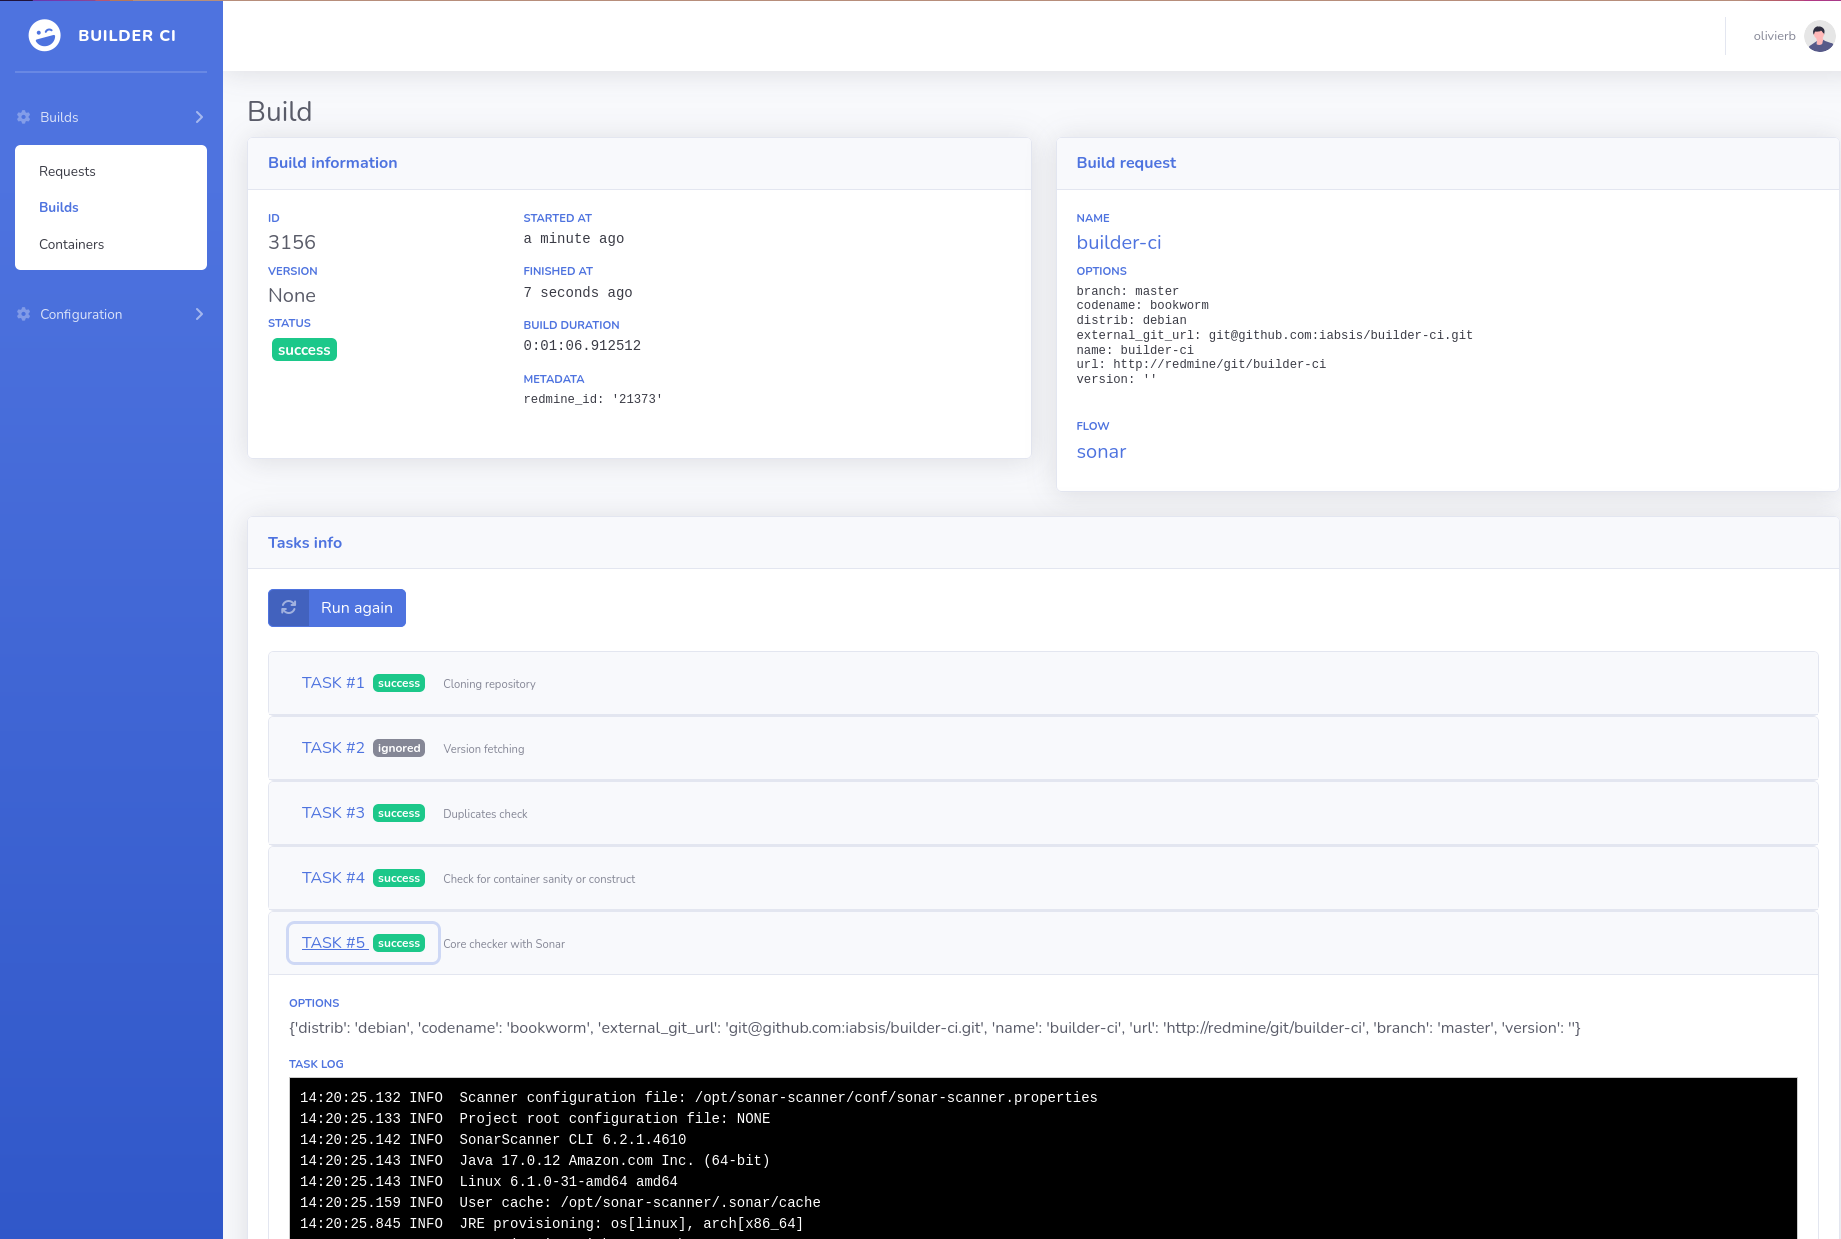 BUILDER CI
olivierb
Builds
Requests
Builds
Containers
Configuration
Build
Build information
ID
3156
VERSION
None
STATUS
success
STARTED AT
a minute ago
FINISHED AT
7 seconds ago
BUILD DURATION
0:01:06.912512
METADATA
redmine_id: '21373'
Build request
NAME
builder-ci
OPTIONS
branch: master
codename: bookworm
distrib: debian
external_git_url: git@github.com:iabsis/builder-ci.git
name: builder-ci
url: http://redmine/git/builder-ci
version: ''
FLOW
sonar
Tasks info
Run again
TASK #1 success Cloning repository
TASK #2 ignored Version fetching
TASK #3 success Duplicates check
TASK #4 success Check for container sanity or construct
TASK #5 success Core checker with Sonar
OPTIONS
{'distrib': 'debian', 'codename': 'bookworm', 'external_git_url': 'git@github.com:iabsis/builder-ci.git', 'name': 'builder-ci', 'url': 'http://redmine/git/builder-ci', 'branch': 'master', 'version': ''}
TASK LOG
14:20:25.132 INFO  Scanner configuration file: /opt/sonar-scanner/conf/sonar-scanner.properties
14:20:25.133 INFO  Project root configuration file: NONE
14:20:25.142 INFO  SonarScanner CLI 6.2.1.4610
14:20:25.143 INFO  Java 17.0.12 Amazon.com Inc. (64-bit)
14:20:25.143 INFO  Linux 6.1.0-31-amd64 amd64
14:20:25.159 INFO  User cache: /opt/sonar-scanner/.sonar/cache
14:20:25.845 INFO  JRE provisioning: os[linux], arch[x86_64]